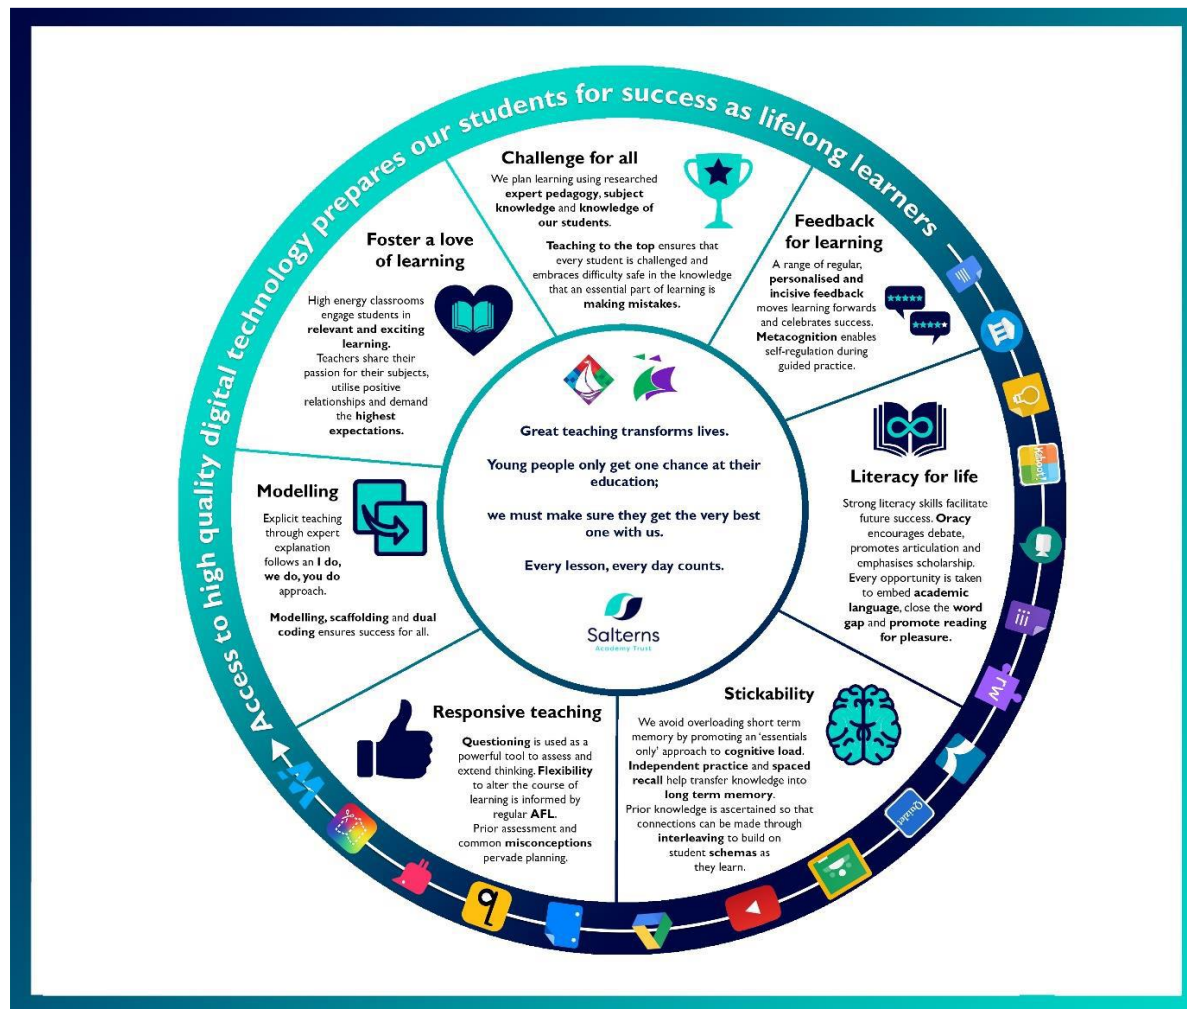 Access to high quality digital technology prepares our students for success as lifelong learners
Challenge for all
We plan learning using researched
expert pedagogy, subject
knowledge and knowledge of
our students.
Teaching to the top ensures that
every student is challenged and
embraces difficulty safe in the knowledge
that an essential part of learning is
making mistakes.
Feedback
for learning
A range of regular,
personalised and
incisive feedback
moves learning forwards
and celebrates success.
Metacognition enables
self-regulation during
guided practice.
Literacy for life
Strong literacy skills facilitate
future success. Oracy
encourages debate,
promotes articulation and
emphasises scholarship.
Every opportunity is taken
to embed academic
language, close the word
gap and promote reading
for pleasure.
Stickability
We avoid overloading short term
memory by promoting an 'essentials
only' approach to cognitive load.
Independent practice and spaced
recall help transfer knowledge into
long term memory.
Prior knowledge is ascertained so that
connections can be made through
interleaving to build on
student schemas as
they learn.
Responsive teaching
Questioning is used as a
powerful tool to assess and
extend thinking. Flexibility
to alter the course of
learning is informed by
regular AFL.
Prior assessment and
common misconceptions
pervade planning.
Modelling
Explicit teaching
through expert
explanation
follows an I do,
we do, you do
approach.
Modelling, scaffolding and dual
coding ensures success for all.
Foster a love
of learning
High energy classrooms
engage students in
relevant and exciting
learning.
Teachers share their
passion for their subjects,
utilise positive
relationships and demand
the highest
expectations.
Great teaching transforms lives.
Young people only get one chance at their
education;
we must make sure they get the very best
one with us.
Every lesson, every day counts.
Salterns
Academy Trust
Kahoot!
rw
Quizlet